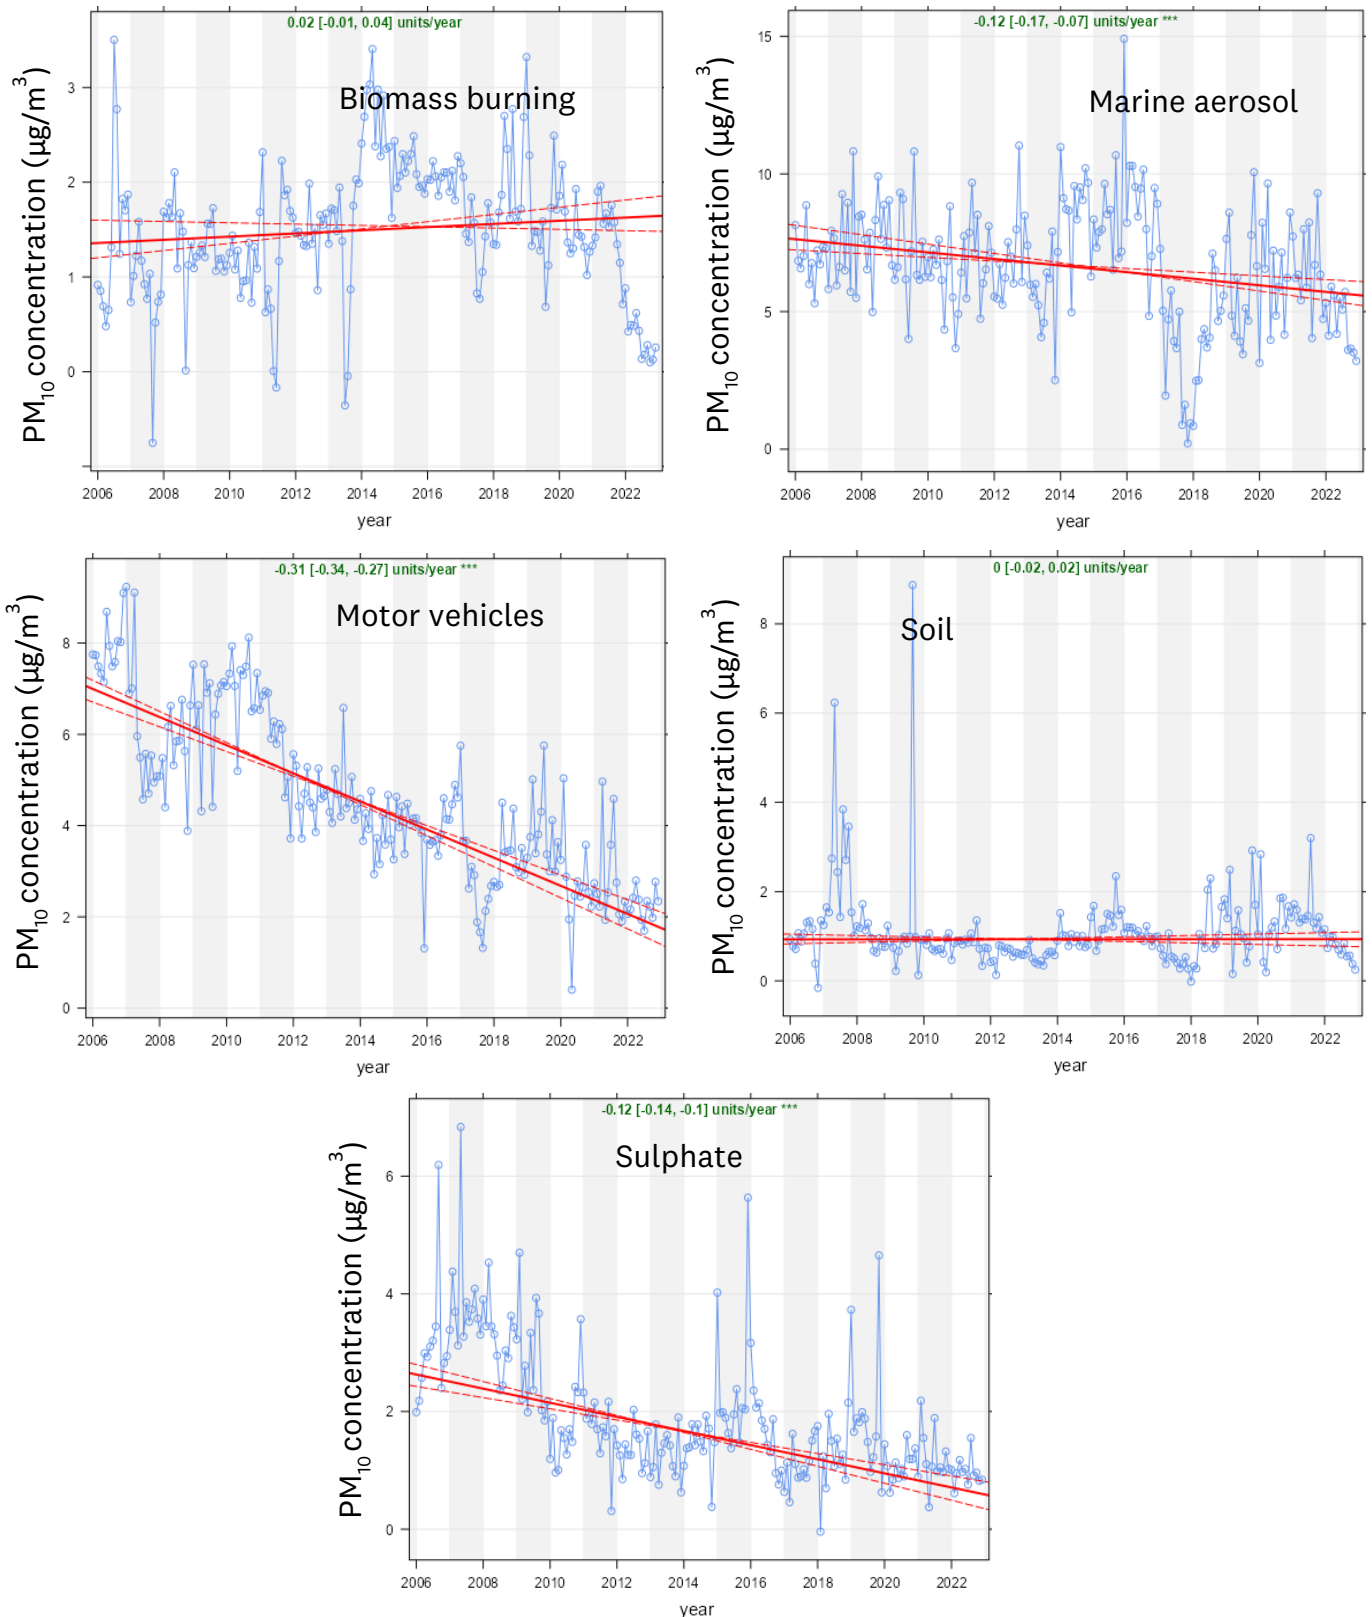 0.02 [-0.01, 0.04] units/year
Biomass burning
PM10 concentration (µg/m3)
3
2
1
0
2006 2008 2010 2012 2014 2016 2018 2020 2022
year
-0.12 [-0.17, -0.07] units/year ***
Marine aerosol
PM10 concentration (µg/m3)
15
10
5
0
2006 2008 2010 2012 2014 2016 2018 2020 2022
year
-0.31 [-0.34, -0.27] units/year ***
Motor vehicles
PM10 concentration (µg/m3)
8
6
4
2
0
2006 2008 2010 2012 2014 2016 2018 2020 2022
year
0 [-0.02, 0.02] units/year
Soil
PM10 concentration (µg/m3)
8
6
4
2
0
2006 2008 2010 2012 2014 2016 2018 2020 2022
year
-0.12 [-0.14, -0.1] units/year ***
Sulphate
PM10 concentration (µg/m3)
6
4
2
0
2006 2008 2010 2012 2014 2016 2018 2020 2022
year